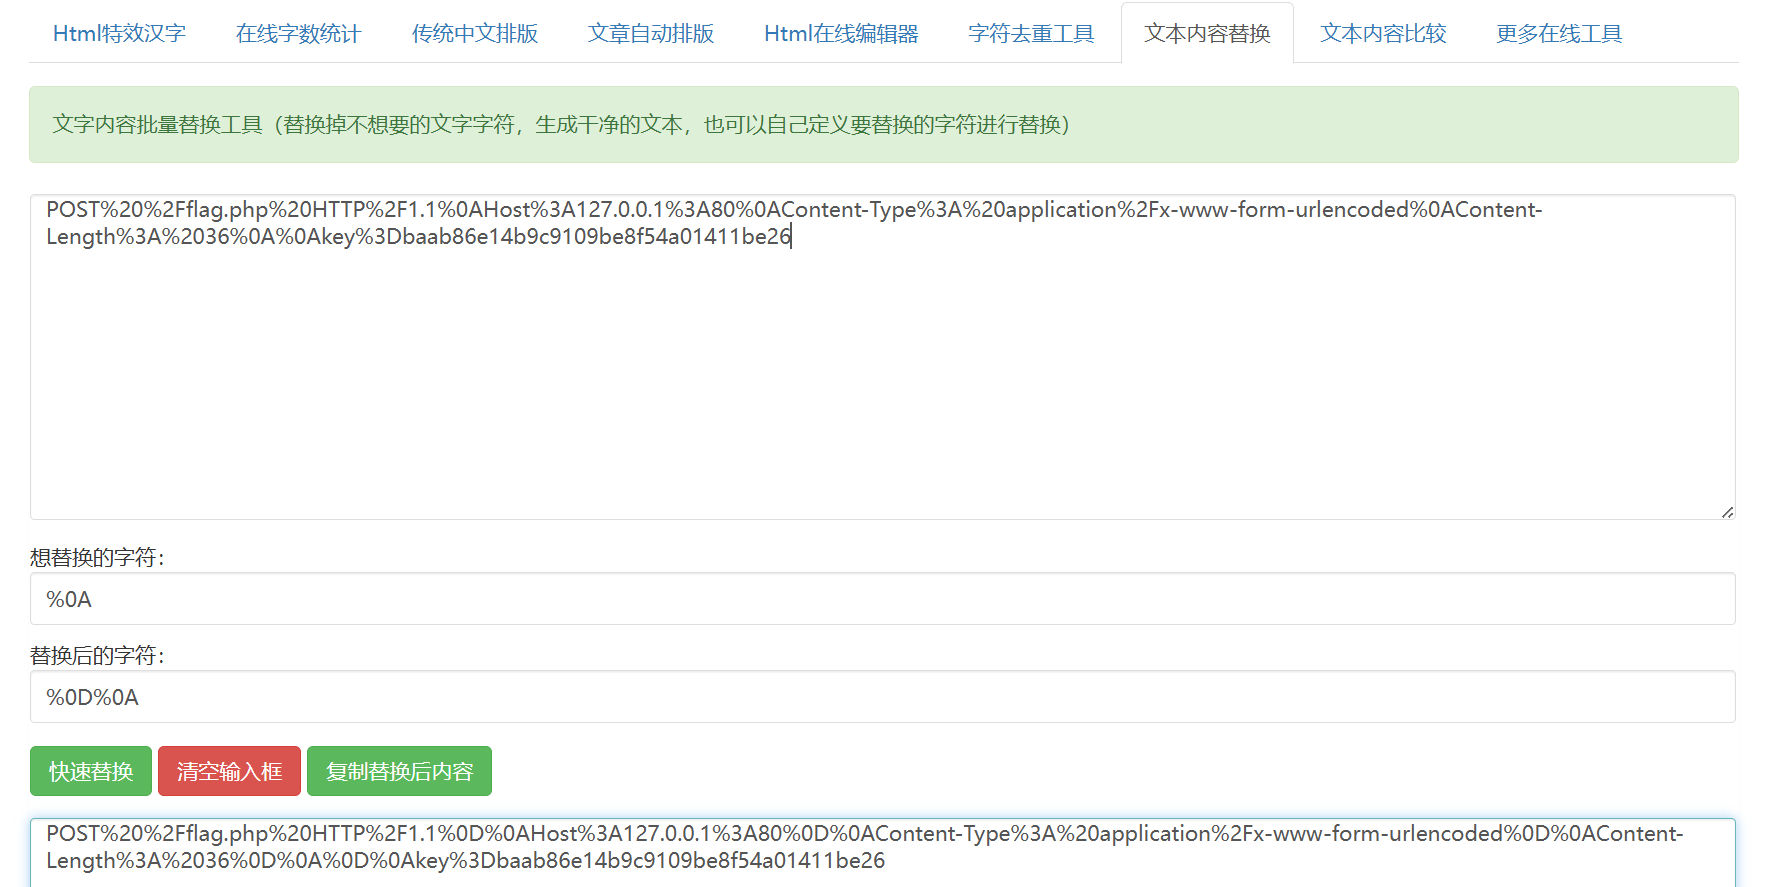 Html特效汉字 在线字数统计 传统中文排版 文章自动排版 Html在线编辑器 字符去重工具 文本内容替换 文本内容比较 更多在线工具
文字内容批量替换工具（替换掉不想要的文字字符，生成干净的文本，也可以自己定义要替换的字符进行替换）
POST%20%2Fflag.php%20HTTP%2F1.1%0AHost%3A127.0.0.1%3A80%0AContent-Type%3A%20application%2Fx-www-form-urlencoded%0AContent-
Length%3A%2036%0A%0Akey%3Dbaab86e14b9c9109be8f54a01411be26
想替换的字符：
%0A
替换后的字符：
%0D%0A
快速替换 清空输入框 复制替换后内容
POST%20%2Fflag.php%20HTTP%2F1.1%0D%0AHost%3A127.0.0.1%3A80%0D%0AContent-Type%3A%20application%2Fx-www-form-urlencoded%0D%0AContent-
Length%3A%2036%0D%0A%0D%0Akey%3Dbaab86e14b9c9109be8f54a01411be26